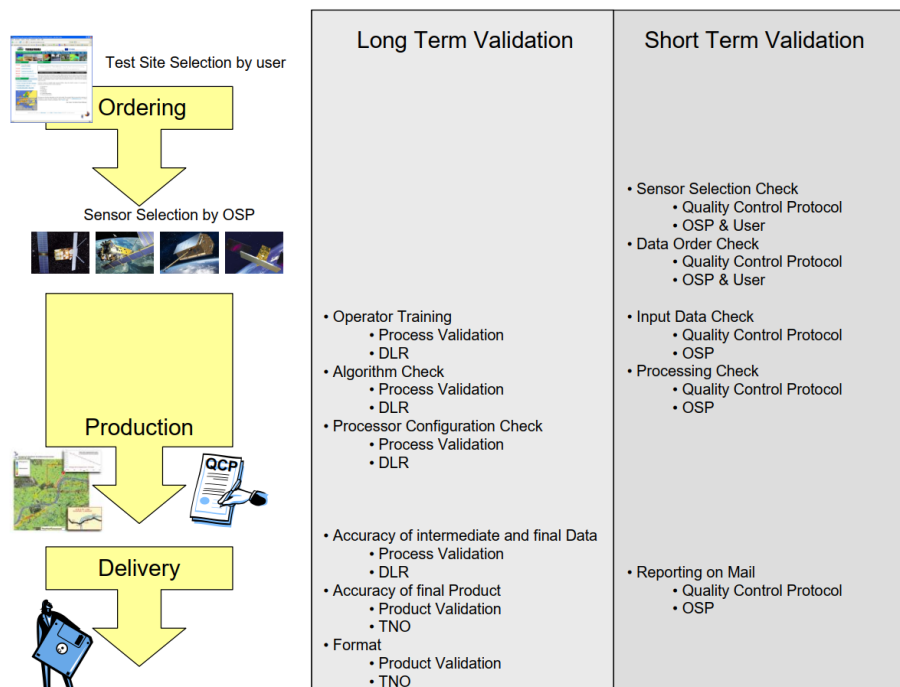 Test Site Selection by user
Ordering
Sensor Selection by OSP
Production
QCP
Delivery
Long Term Validation
• Operator Training
• Process Validation
• DLR
• Algorithm Check
• Process Validation
• DLR
• Processor Configuration Check
• Process Validation
• DLR
• Accuracy of intermediate and final Data
• Process Validation
• DLR
• Accuracy of final Product
• Product Validation
• TNO
• Format
• Product Validation
• TNO
Short Term Validation
• Sensor Selection Check
• Quality Control Protocol
• OSP & User
• Data Order Check
• Quality Control Protocol
• OSP & User
• Input Data Check
• Quality Control Protocol
• OSP
• Processing Check
• Quality Control Protocol
• OSP
• Reporting on Mail
• Quality Control Protocol
• OSP